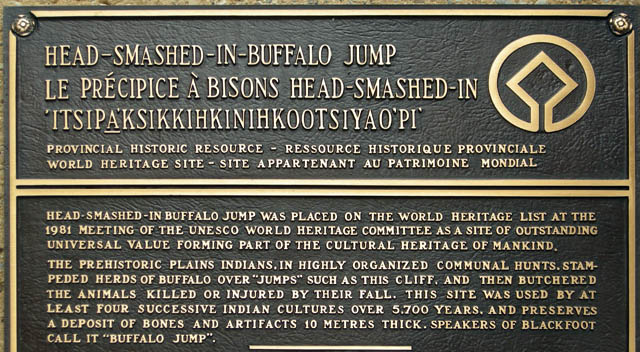 HEAD-SMASHED-IN-BUFFALO JUMP
LE PRÉCIPICE À BISONS HEAD-SMASHED-IN
'ITSIPA̲KSIKKIHKINIHKOOTSIYAO'PI'
PROVINCIAL HISTORIC RESOURCE - RESSOURCE HISTORIQUE PROVINCIALE
WORLD HERITAGE SITE - SITE APPARTENANT AU PATRIMOINE MONDIAL
HEAD-SMASHED-IN BUFFALO JUMP WAS PLACED ON THE WORLD HERITAGE LIST AT THE
1981 MEETING OF THE UNESCO WORLD HERITAGE COMMITTEE AS A SITE OF OUTSTANDING
UNIVERSAL VALUE FORMING PART OF THE CULTURAL HERITAGE OF MANKIND.
THE PREHISTORIC PLAINS INDIANS, IN HIGHLY ORGANIZED COMMUNAL HUNTS, STAM-
PEDED HERDS OF BUFFALO OVER "JUMPS" SUCH AS THIS CLIFF, AND THEN BUTCHERED
THE ANIMALS KILLED OR INJURED BY THEIR FALL. THIS SITE WAS USED BY AT
LEAST FOUR SUCCESSIVE INDIAN CULTURES OVER 5,700 YEARS, AND PRESERVES
A DEPOSIT OF BONES AND ARTIFACTS 10 METRES THICK. SPEAKERS OF BLACKFOOT
CALL IT "BUFFALO JUMP".